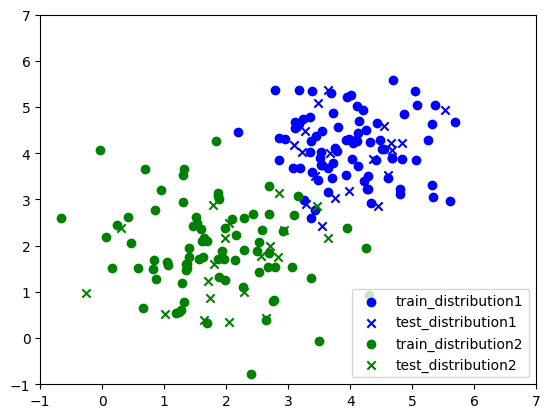 7
6
5
4
3
2
1
0
−1
−1 0 1 2 3 4 5 6 7
train_distribution1
test_distribution1
train_distribution2
test_distribution2